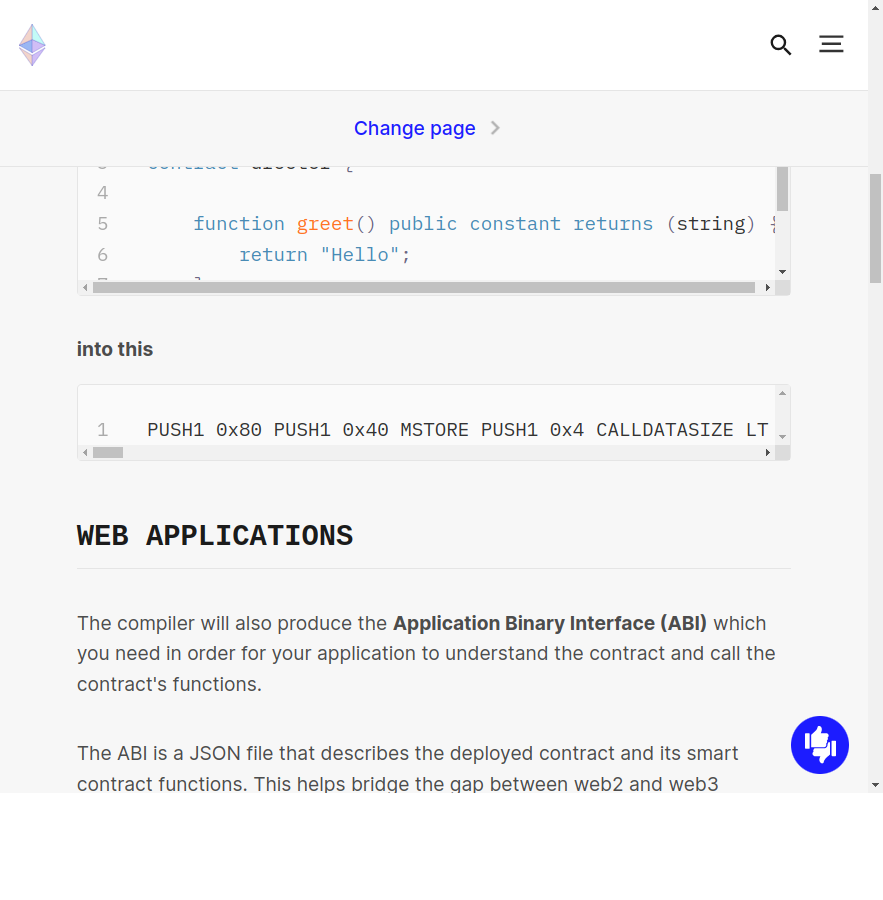 Change page
4
5 function greet() public constant returns (string) {
6 return "Hello";
into this
1 PUSH1 0x80 PUSH1 0x40 MSTORE PUSH1 0x4 CALLDATASIZE LT
WEB APPLICATIONS
The compiler will also produce the Application Binary Interface (ABI) which
you need in order for your application to understand the contract and call the
contract's functions.
The ABI is a JSON file that describes the deployed contract and its smart
contract functions. This helps bridge the gap between web2 and web3